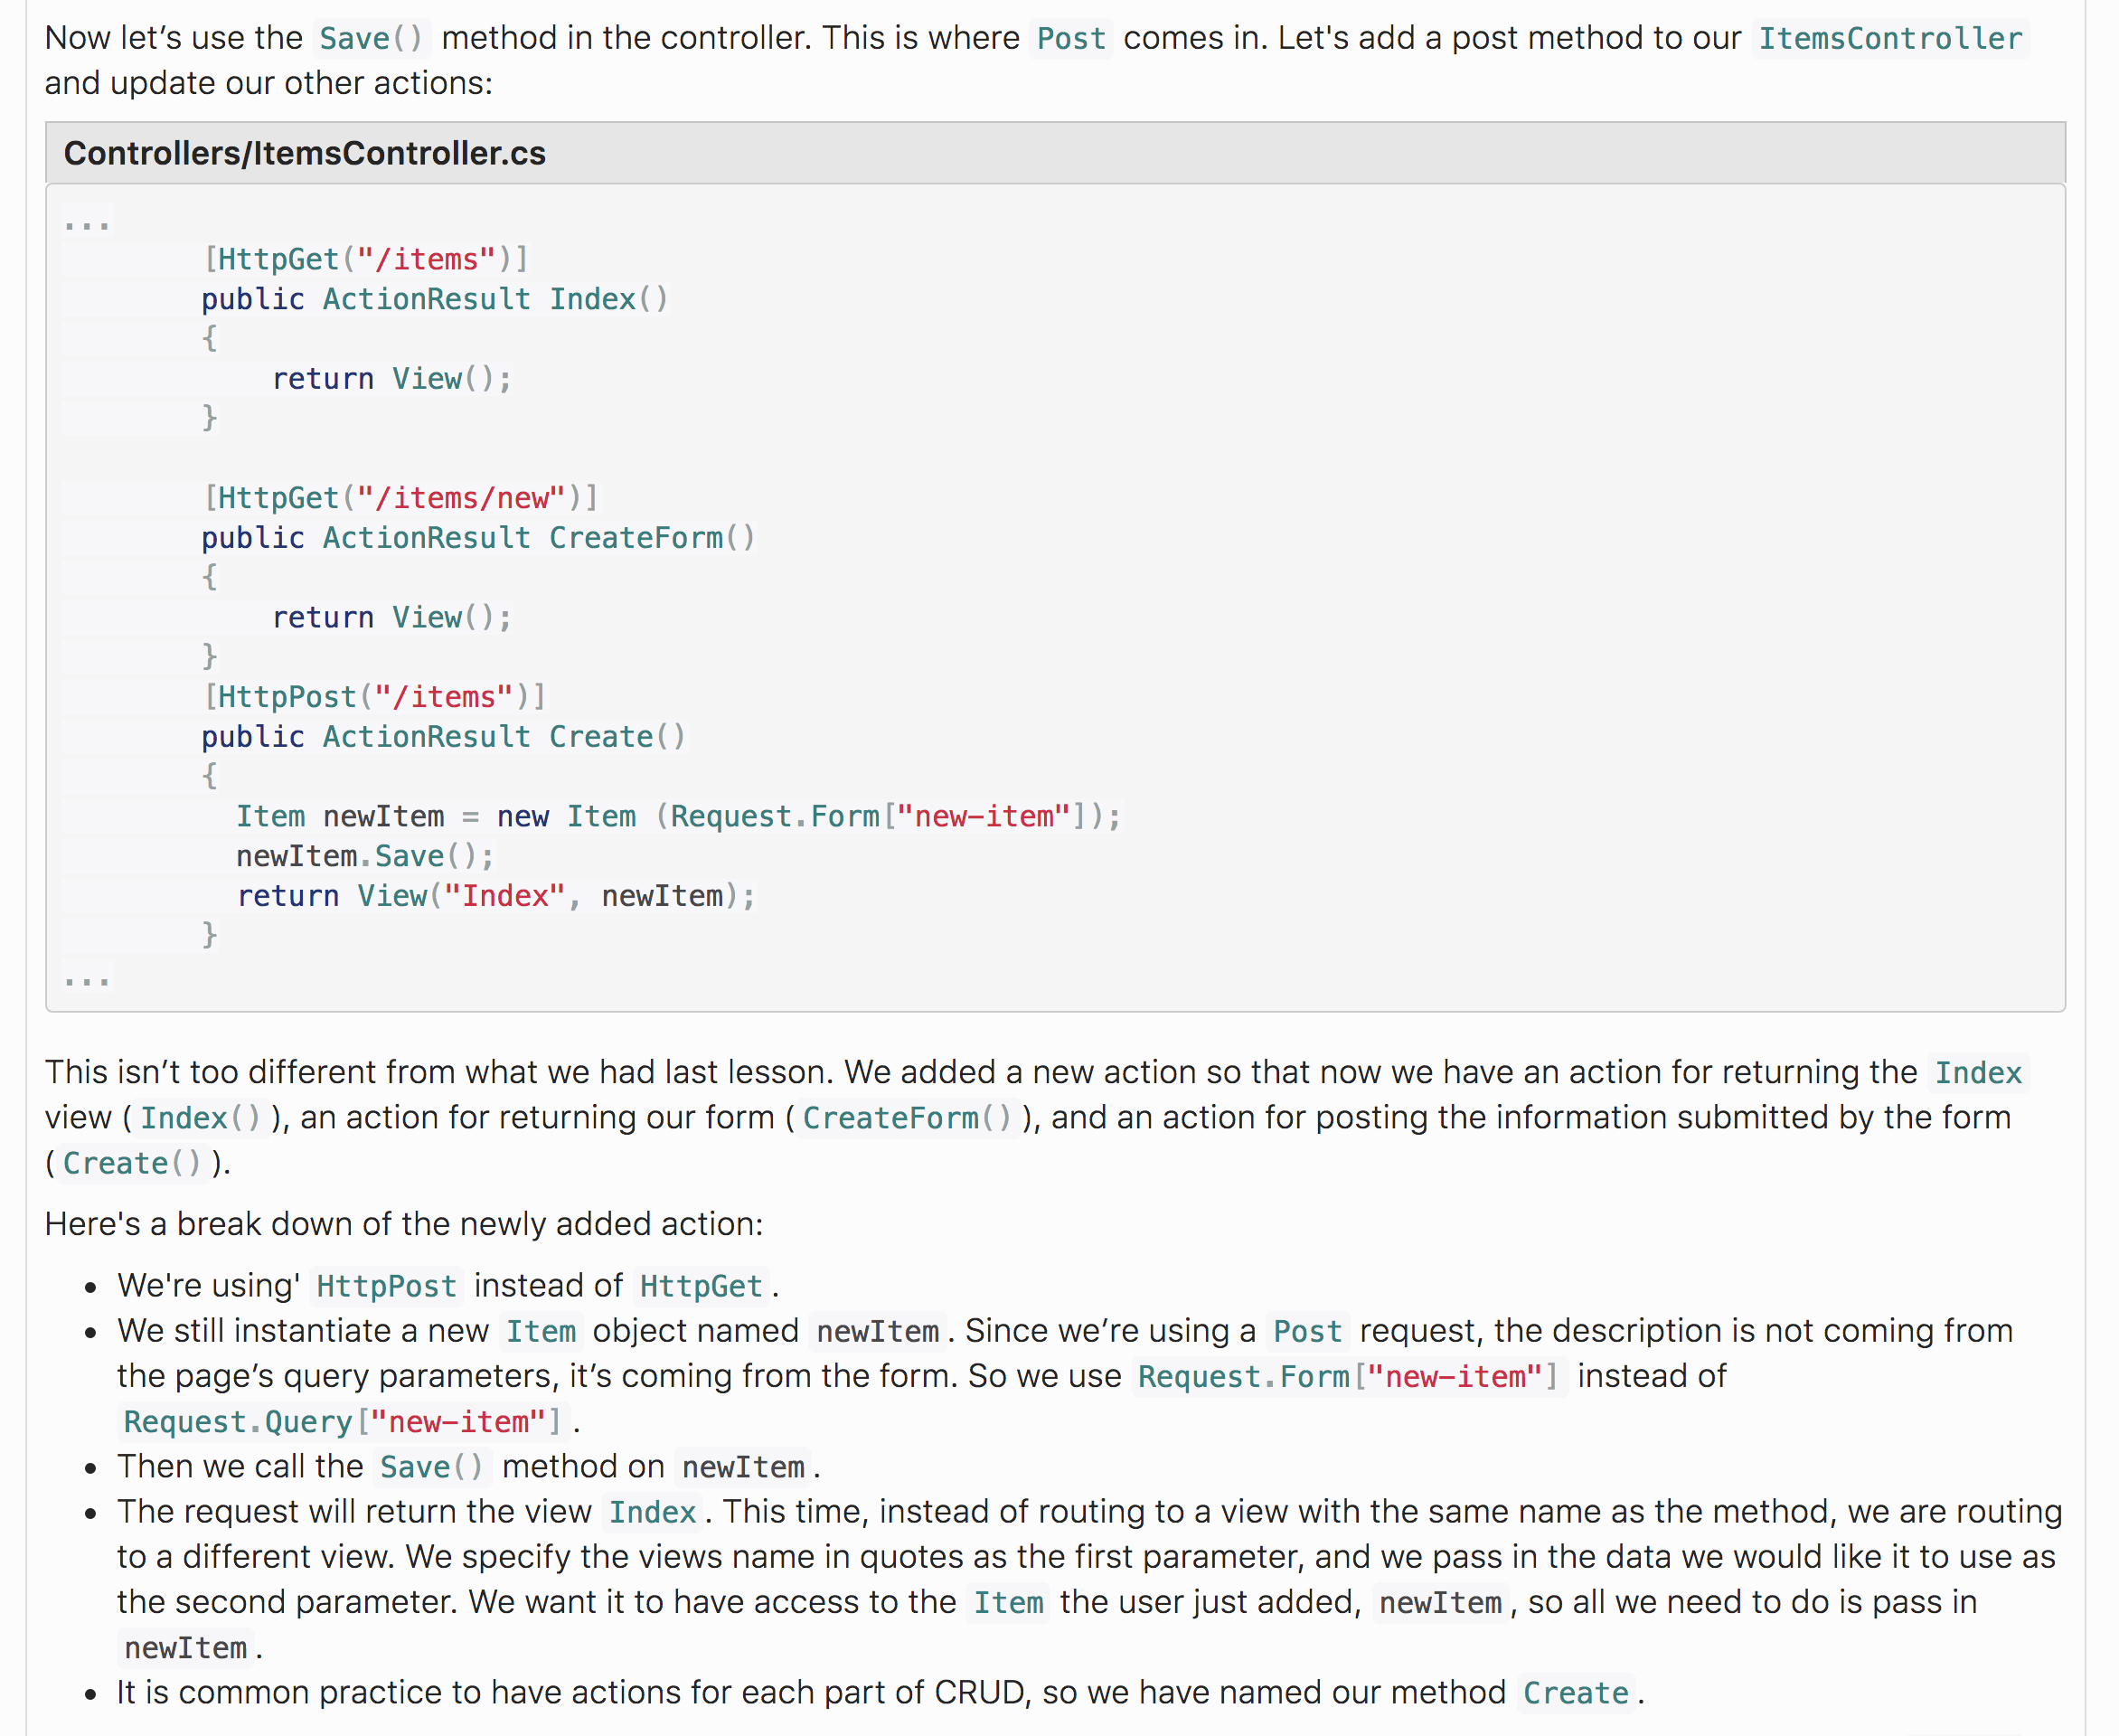 Now let’s use the Save() method in the controller. This is where Post comes in. Let's add a post method to our ItemsController
and update our other actions:
Controllers/ItemsController.cs
...
[HttpGet("/items")]
public ActionResult Index()
{
return View();
}
[HttpGet("/items/new")]
public ActionResult CreateForm()
{
return View();
}
[HttpPost("/items")]
public ActionResult Create()
{
Item newItem = new Item (Request.Form["new-item"]);
newItem.Save();
return View("Index", newItem);
}
...
This isn’t too different from what we had last lesson. We added a new action so that now we have an action for returning the Index
view ( Index() ), an action for returning our form ( CreateForm() ), and an action for posting the information submitted by the form
( Create() ).
Here's a break down of the newly added action:
• We're using' HttpPost instead of HttpGet .
• We still instantiate a new Item object named newItem . Since we’re using a Post request, the description is not coming from
the page’s query parameters, it’s coming from the form. So we use Request.Form["new-item"] instead of
Request.Query["new-item"] .
• Then we call the Save() method on newItem .
• The request will return the view Index . This time, instead of routing to a view with the same name as the method, we are routing
to a different view. We specify the views name in quotes as the first parameter, and we pass in the data we would like it to use as
the second parameter. We want it to have access to the Item the user just added, newItem , so all we need to do is pass in
newItem .
• It is common practice to have actions for each part of CRUD, so we have named our method Create .